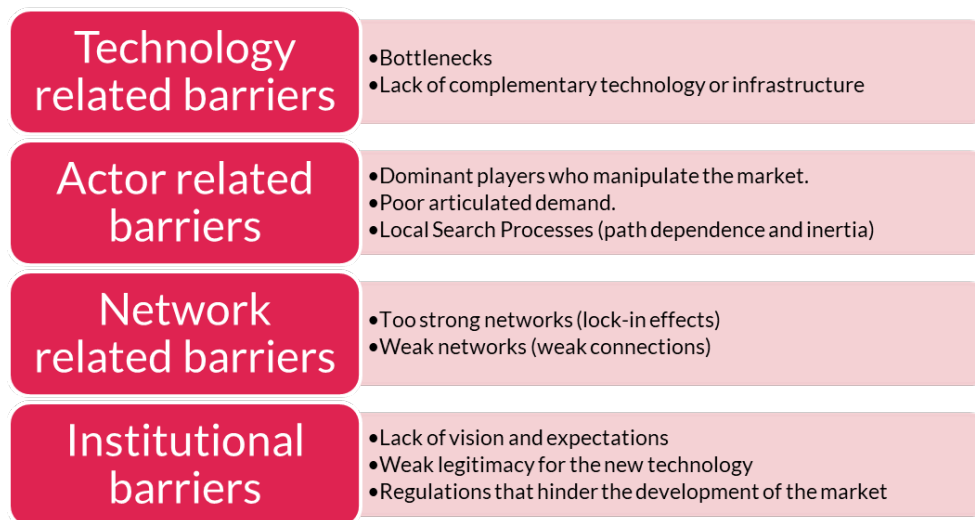 Technology
related barriers
•Bottlenecks
•Lack of complementary technology or infrastructure
Actor related
barriers
•Dominant players who manipulate the market.
•Poor articulated demand.
•Local Search Processes (path dependence and inertia)
Network
related barriers
•Too strong networks (lock-in effects)
•Weak networks (weak connections)
Institutional
barriers
•Lack of vision and expectations
•Weak legitimacy for the new technology
•Regulations that hinder the development of the market